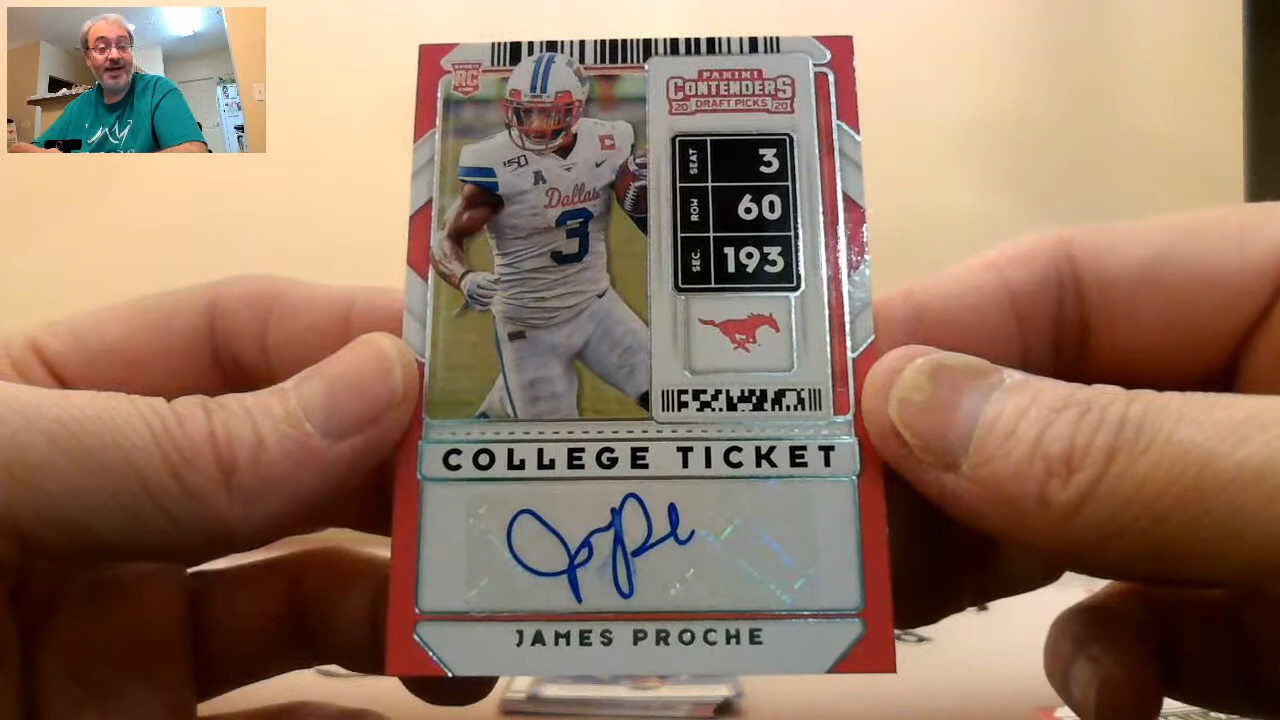 RC
PANINI
CONTENDERS
20 DRAFT PICKS 20
150
A
Dallas
3
SEAT 3
ROW 60
SEC. 193
COLLEGE TICKET
JAMES PROCHE